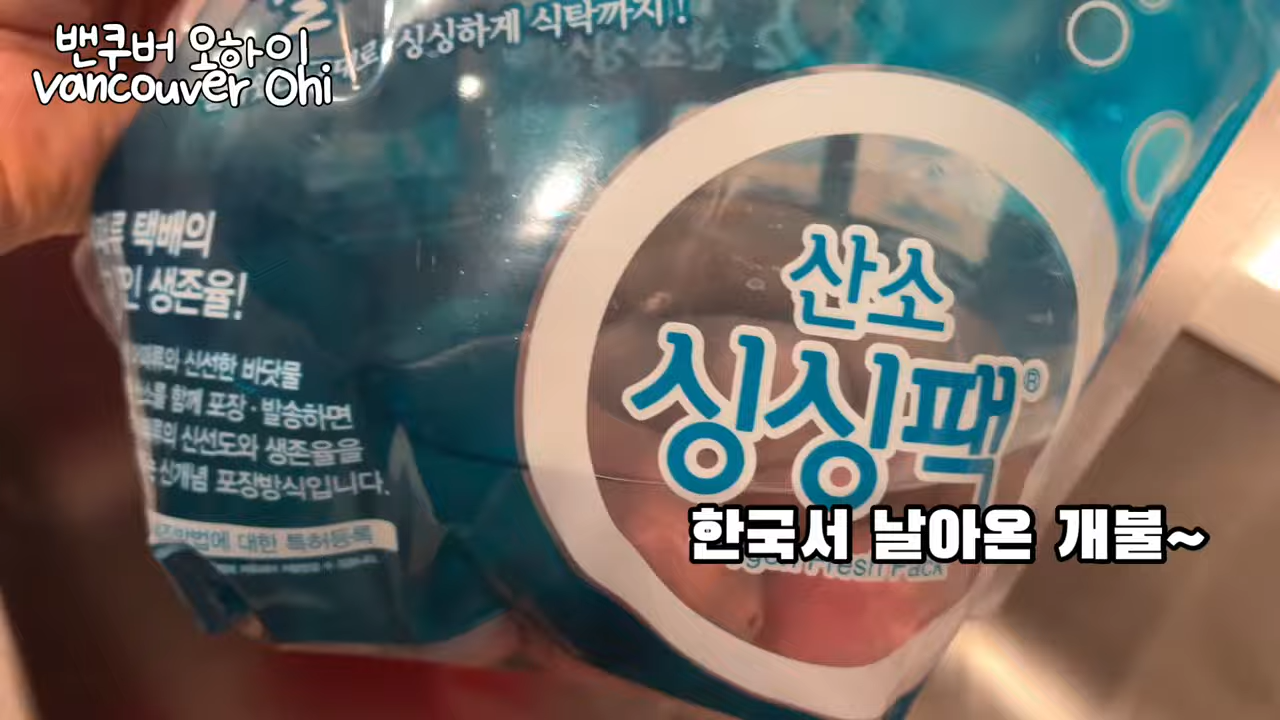 밴쿠버 오하이
Vancouver Ohi
싱싱하게 식탁까지!
택배의
생존율!
신선한 바닷물
함께 포장·발송하면
신선도와 생존율을
신개념 포장방식입니다.
대한 특허등록
산소
싱싱팩®
한국서 날아온 개불~
Fresh Pack